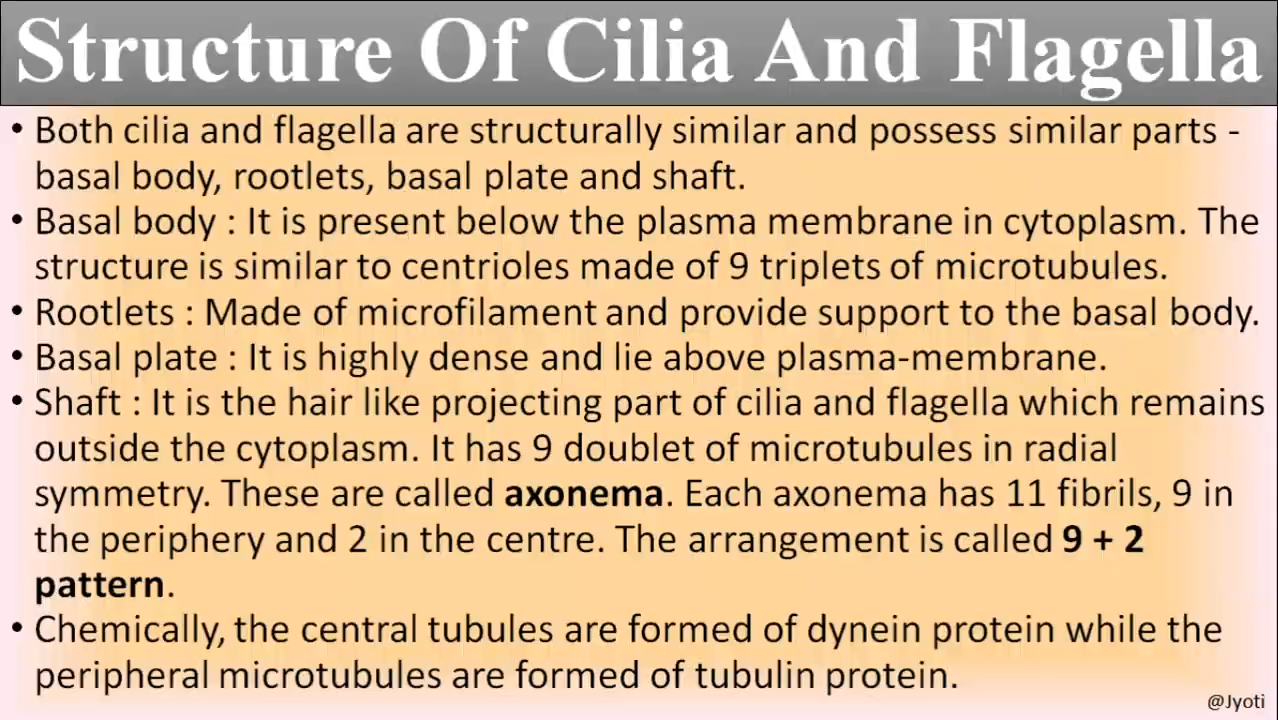 Structure Of Cilia And Flagella
• Both cilia and flagella are structurally similar and possess similar parts -
basal body, rootlets, basal plate and shaft.
• Basal body : It is present below the plasma membrane in cytoplasm. The
structure is similar to centrioles made of 9 triplets of microtubules.
• Rootlets : Made of microfilament and provide support to the basal body.
• Basal plate : It is highly dense and lie above plasma-membrane.
• Shaft : It is the hair like projecting part of cilia and flagella which remains
outside the cytoplasm. It has 9 doublet of microtubules in radial
symmetry. These are called axonema. Each axonema has 11 fibrils, 9 in
the periphery and 2 in the centre. The arrangement is called 9 + 2
pattern.
• Chemically, the central tubules are formed of dynein protein while the
peripheral microtubules are formed of tubulin protein.
@Jyoti